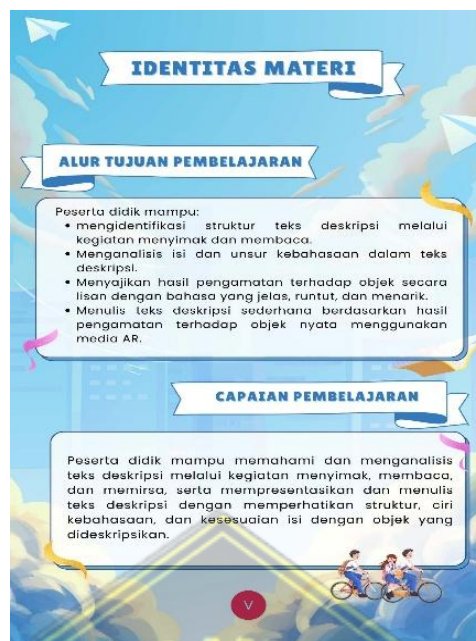 IDENTITAS MATERI
ALUR TUJUAN PEMBELAJARAN
Peserta didik mampu:
• mengidentifikasi struktur teks deskripsi melalui
kegiatan menyimak dan membaca.
• Menganalisis isi dan unsur kebahasaan dalam teks
deskripsi.
• Menyajikan hasil pengamatan terhadap objek secara
lisan dengan bahasa yang jelas, runtut, dan menarik.
• Menulis teks deskripsi sederhana berdasarkan hasil
pengamatan terhadap objek nyata menggunakan
media AR.
CAPAIAN PEMBELAJARAN
Peserta didik mampu memahami dan menganalisis
teks deskripsi melalui kegiatan menyimak, membaca,
dan memirsa, serta mempresentasikan dan menulis
teks deskripsi dengan memperhatikan struktur, ciri
kebahasaan, dan kesesuaian isi dengan objek yang
dideskripsikan.
V